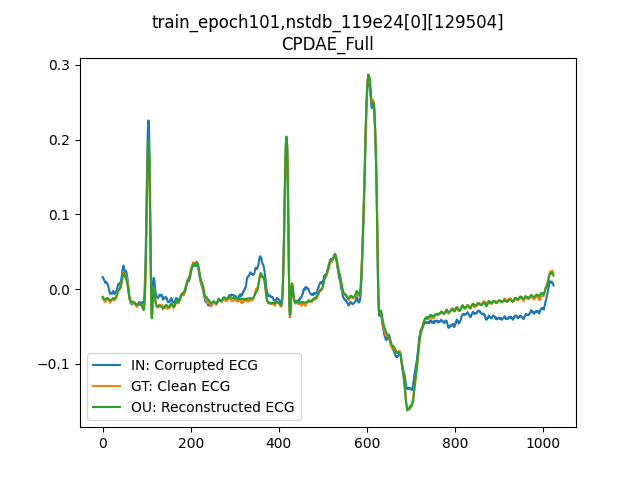 train_epoch101,nstdb_119e24[0][129504]
CPDAE_Full
0.3
0.2
0.1
0.0
−0.1
IN: Corrupted ECG
GT: Clean ECG
OU: Reconstructed ECG
0 200 400 600 800 1000